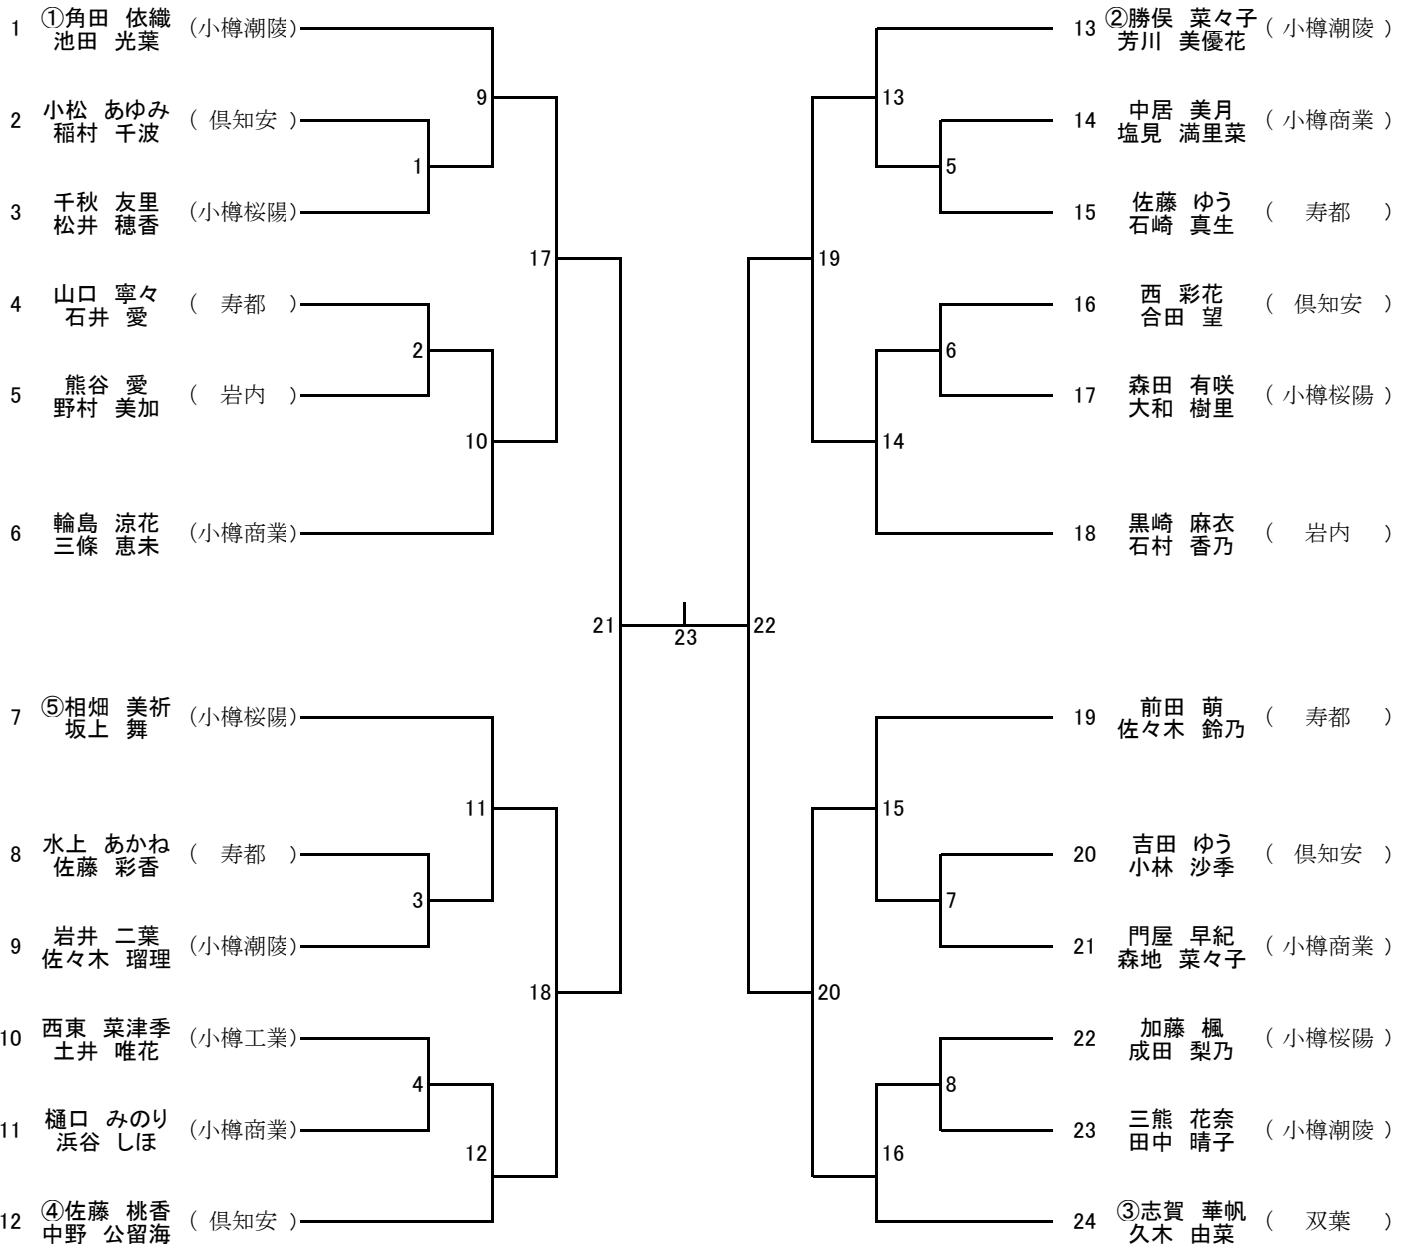 1 ①角田 依織 (小樽潮陵)
池田 光葉
2 小松 あゆみ ( 倶知安 )
稲村 千波
3 千秋 友里 (小樽桜陽)
松井 穂香
4 山口 寧々 ( 寿都 )
石井 愛
5 熊谷 愛 ( 岩内 )
野村 美加
6 輪島 涼花 (小樽商業)
三條 恵未
7 ⑤相畑 美祈 (小樽桜陽)
坂上 舞
8 水上 あかね ( 寿都 )
佐藤 彩香
9 岩井 二葉 (小樽潮陵)
佐々木 瑠理
10 西東 菜津季 (小樽工業)
土井 唯花
11 樋口 みのり (小樽商業)
浜谷 しほ
12 ④佐藤 桃香 ( 倶知安 )
中野 公留海
9
1
17
2
10
21
11
3
18
4
12
23
22
13
5
19
6
14
15
7
20
8
16
13 ②勝俣 菜々子 ( 小樽潮陵 )
芳川 美優花
14 中居 美月 ( 小樽商業 )
塩見 満里菜
15 佐藤 ゆう ( 寿都 )
石崎 真生
16 西 彩花 ( 倶知安 )
合田 望
17 森田 有咲 ( 小樽桜陽 )
大和 樹里
18 黒崎 麻衣 ( 岩内 )
石村 香乃
19 前田 萌 ( 寿都 )
佐々木 鈴乃
20 吉田 ゆう ( 倶知安 )
小林 沙季
21 門屋 早紀 ( 小樽商業 )
森地 菜々子
22 加藤 楓 ( 小樽桜陽 )
成田 梨乃
23 三熊 花奈 ( 小樽潮陵 )
田中 晴子
24 ③志賀 華帆 ( 双葉 )
久木 由菜